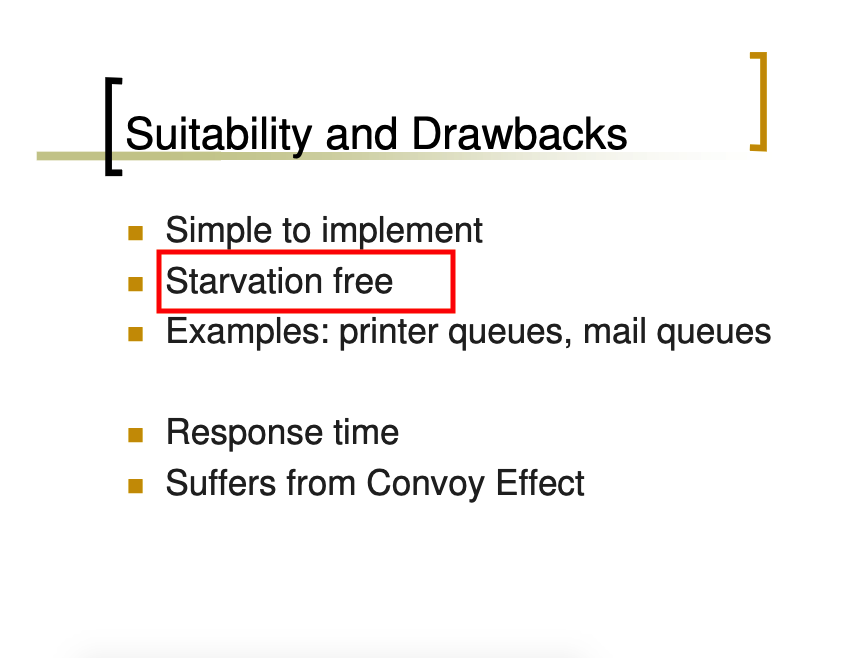 Suitability and Drawbacks
Simple to implement
Starvation free
Examples: printer queues, mail queues
Response time
Suffers from Convoy Effect